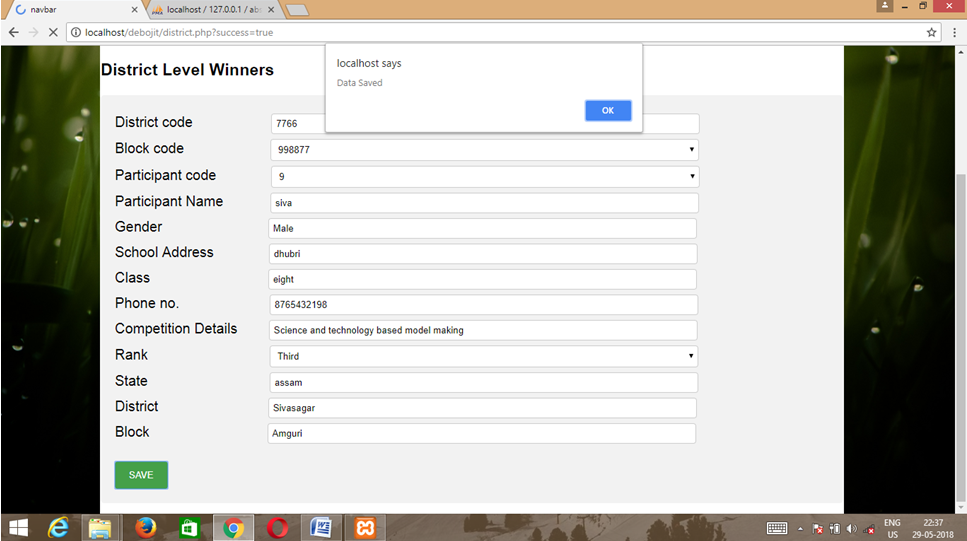 navbar
localhost / 127.0.0.1 / ab
localhost/debojit/district.php?success=true
District Level Winners
localhost says
Data Saved
OK
District code 7766
Block code 998877
Participant code 9
Participant Name siva
Gender Male
School Address dhubri
Class eight
Phone no. 8765432198
Competition Details Science and technology based model making
Rank Third
State assam
District Sivasagar
Block Amguri
SAVE
ENG 22:37
US 29-05-2018